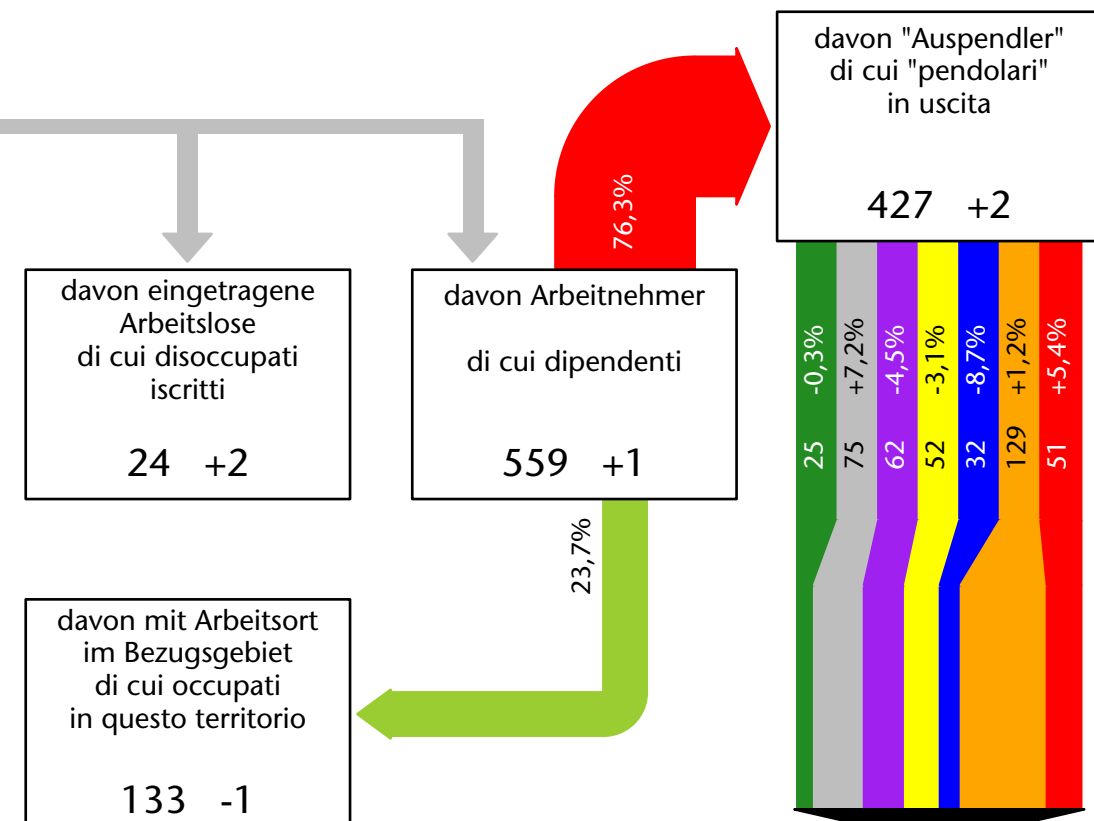 davon "Auspendler"
di cui "pendolari"
in uscita
427 +2
76,3%
davon eingetragene
Arbeitslose
di cui disoccupati
iscritti
24 +2
davon Arbeitnehmer
di cui dipendenti
559 +1
25 -0,3%
75 +7,2%
62 -4,5%
52 -3,1%
32 -8,7%
129 +1,2%
51 +5,4%
23,7%
davon mit Arbeitsort
im Bezugsgebiet
di cui occupati
in questo territorio
133 -1